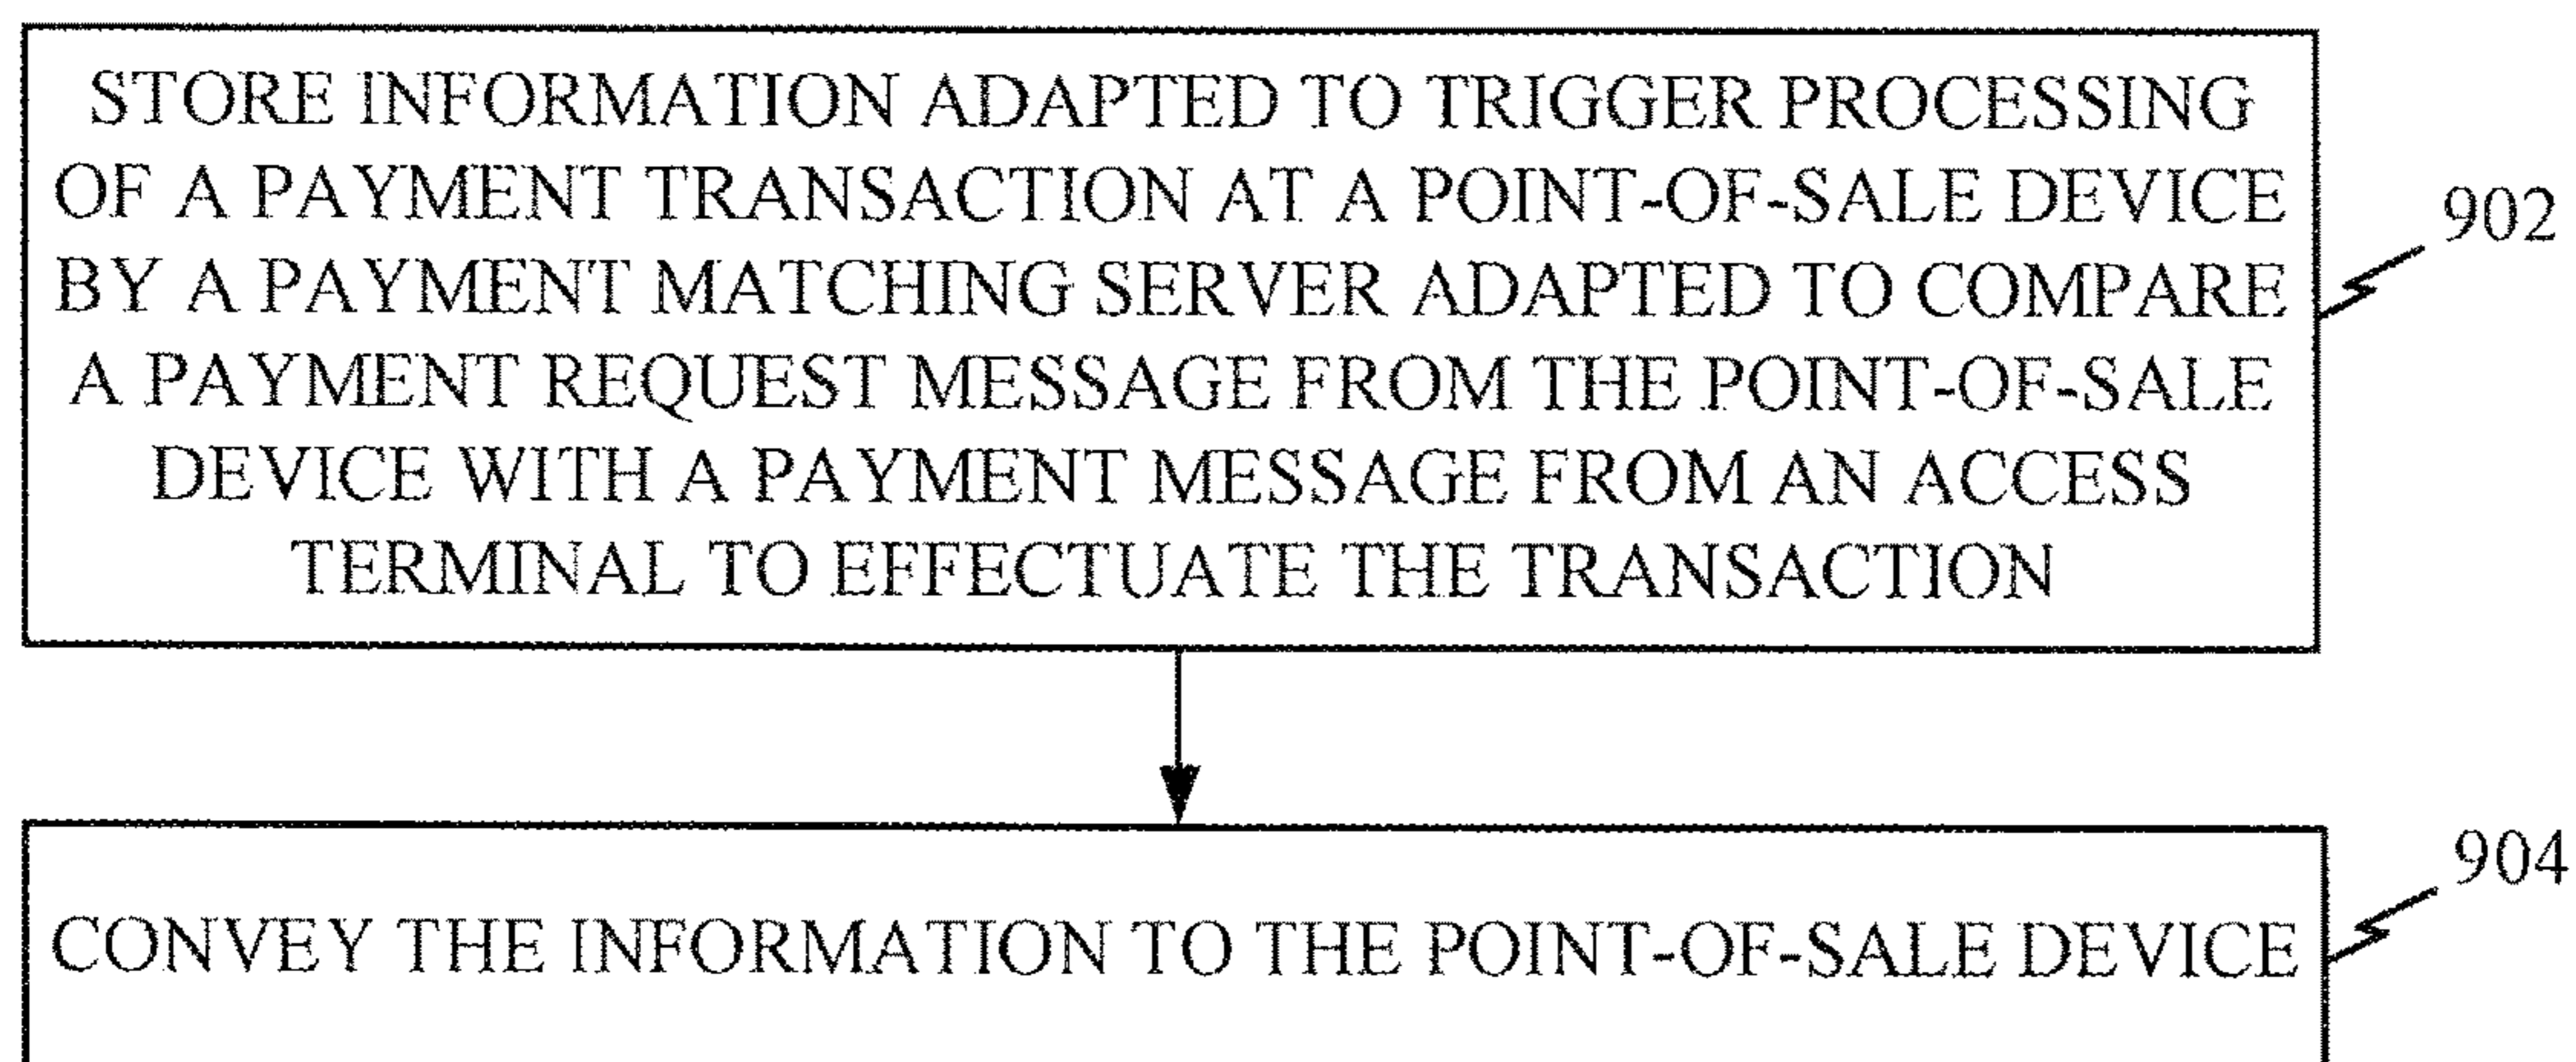 STORE INFORMATION ADAPTED TO TRIGGER PROCESSING
OF A PAYMENT TRANSACTION AT A POINT-OF-SALE DEVICE
BY A PAYMENT MATCHING SERVER ADAPTED TO COMPARE
A PAYMENT REQUEST MESSAGE FROM THE POINT-OF-SALE
DEVICE WITH A PAYMENT MESSAGE FROM AN ACCESS
TERMINAL TO EFFECTUATE THE TRANSACTION
902
CONVEY THE INFORMATION TO THE POINT-OF-SALE DEVICE
904